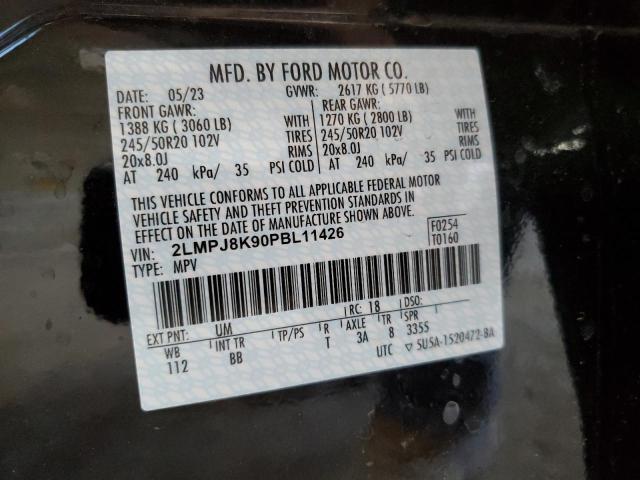 MFD. BY FORD MOTOR CO.
DATE: 05/23 GVWR: 2617 KG ( 5770 LB)
FRONT GAWR: REAR GAWR:
1388 KG ( 3060 LB) WITH 1270 KG ( 2800 LB) WITH
245/50R20 102V TIRES 245/50R20 102V TIRES
20x8.0J RIMS 20x8.0J RIMS
AT 240 kPa/ 35 PSI COLD AT 240 kPa/ 35 PSI COLD
THIS VEHICLE CONFORMS TO ALL APPLICABLE FEDERAL MOTOR
VEHICLE SAFETY AND THEFT PREVENTION STANDARDS IN
EFFECT ON THE DATE OF MANUFACTURE SHOWN ABOVE.
VIN: 2LMPJ8K90PBL11426 F0254
TYPE: MPV T0160
EXT PNT: UM RC: 18 DSO:
WB INT TR TP/PS R AXLE TR SPR
112 BB T 3A 8 3355
UTC ▽ 5U5A-1520472-BA